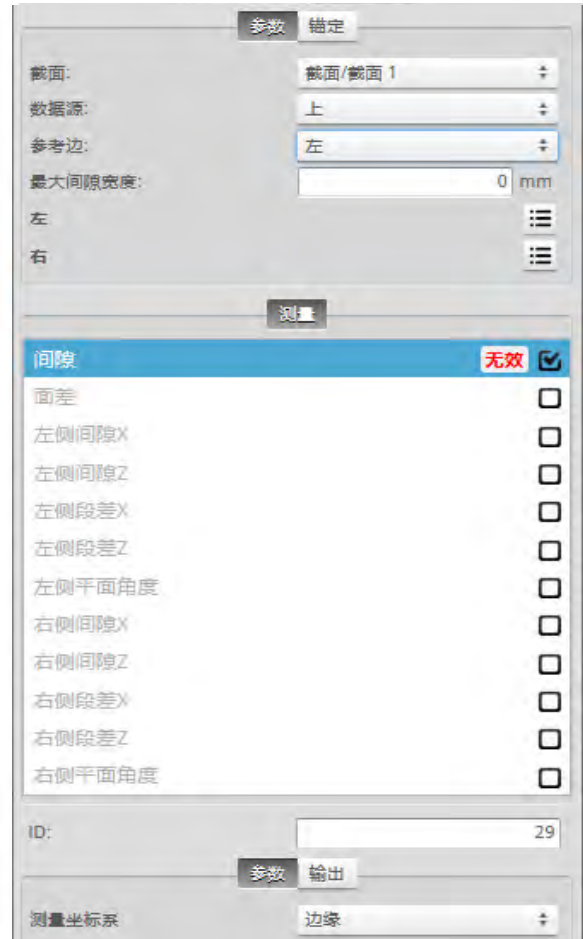 参数 锚定
截面: 截面/截面 1
数据源: 上
参考边: 左
最大间隙宽度: 0 mm
左
右
测量
间隙 无效
面差
左侧间隙X
左侧间隙Z
左侧段差X
左侧段差Z
左侧平面角度
右侧间隙X
右侧间隙Z
右侧段差X
右侧段差Z
右侧平面角度
ID: 29
参数 输出
测量坐标系 边缘